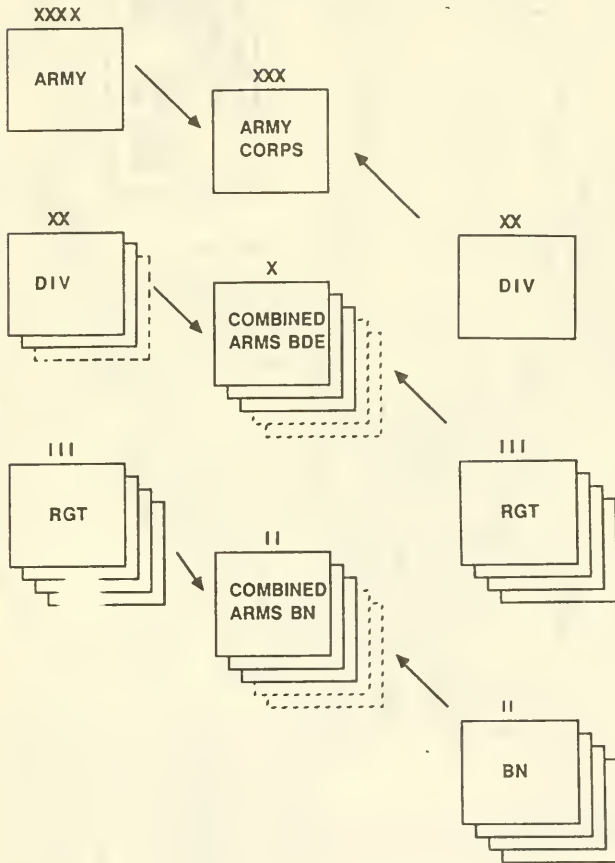 XXXX
ARMY
XXX
ARMY
CORPS
XX
DIV
X
COMBINED
ARMS BDE
XX
DIV
III
RGT
II
COMBINED
ARMS BN
III
RGT
II
BN